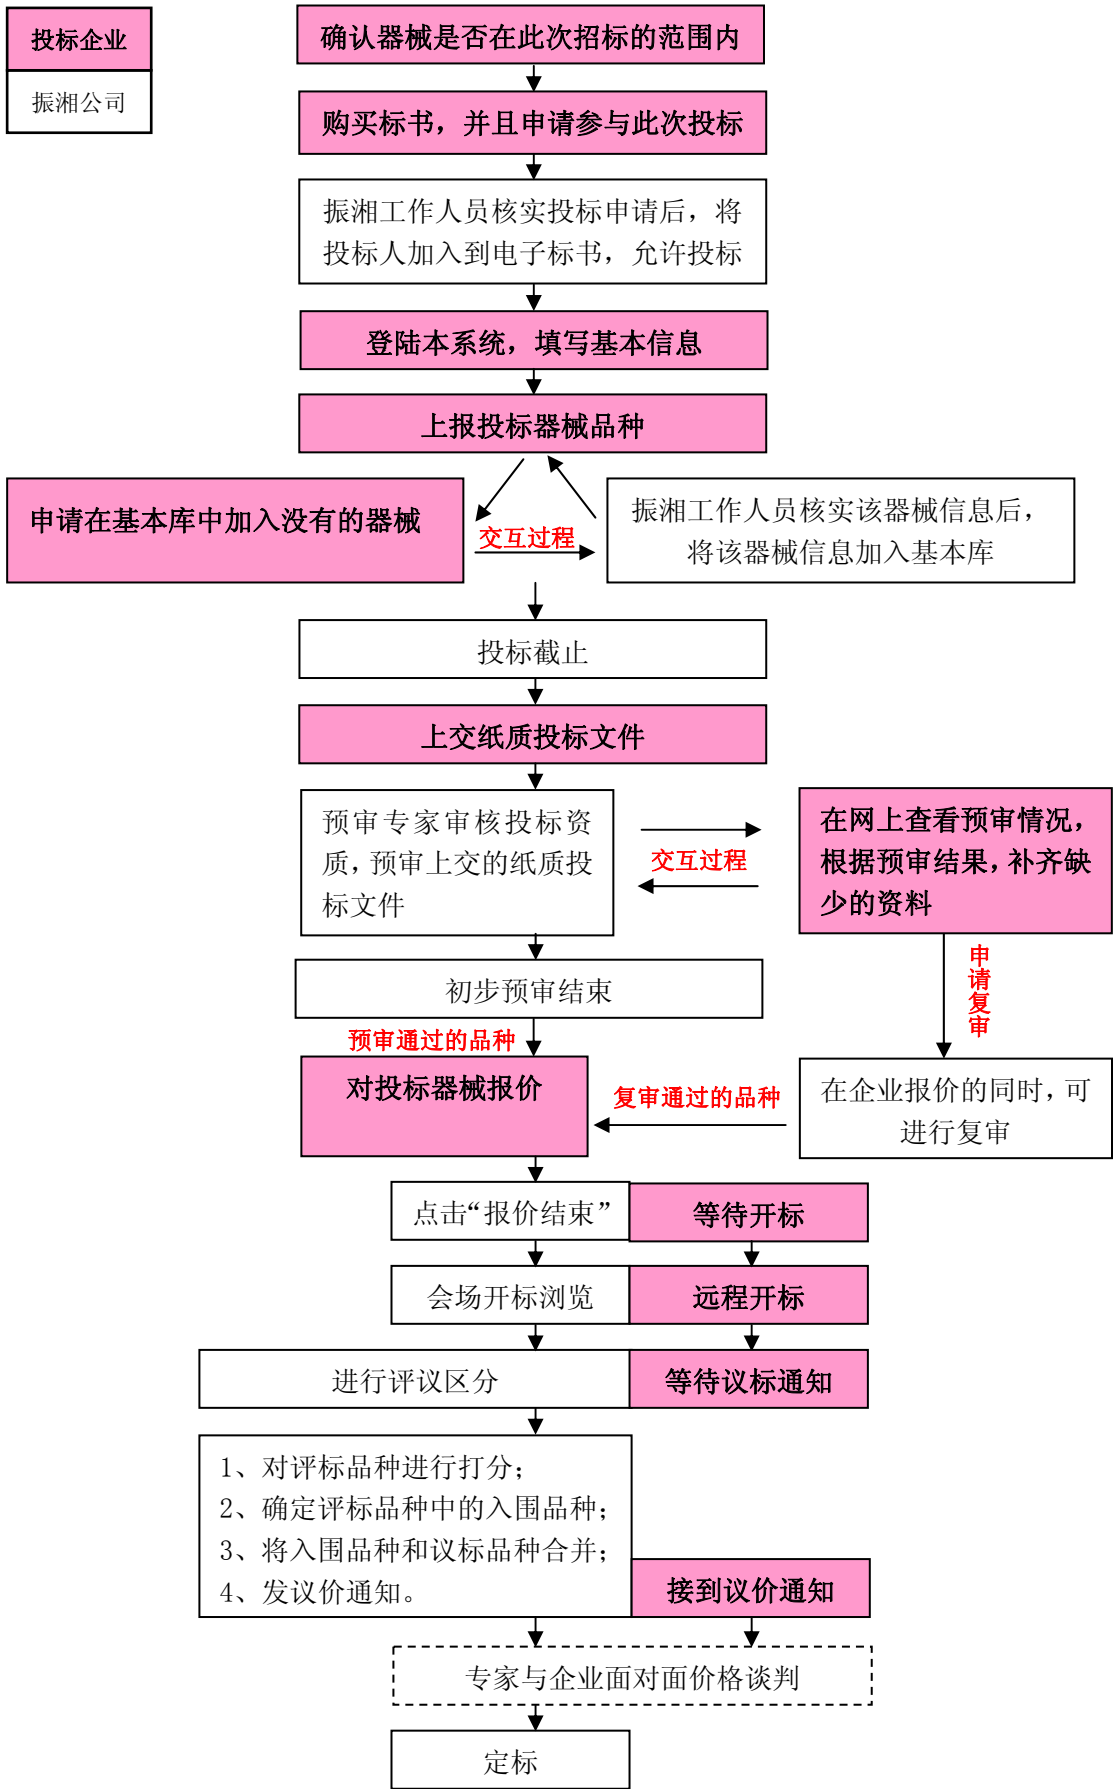 投标企业
振湘公司
确认器械是否在此次招标的范围内
购买标书，并且申请参与此次投标
振湘工作人员核实投标申请后，将
投标人加入到电子标书，允许投标
登陆本系统，填写基本信息
上报投标器械品种
申请在基本库中加入没有的器械
交互过程
振湘工作人员核实该器械信息后，
将该器械信息加入基本库
投标截止
上交纸质投标文件
预审专家审核投标资
质，预审上交的纸质投
标文件
交互过程
在网上查看预审情况，
根据预审结果，补齐缺
少的资料
申请复审
初步预审结束
预审通过的品种
对投标器械报价
复审通过的品种
在企业报价的同时，可
进行复审
点击“报价结束”
等待开标
会场开标浏览
远程开标
进行评议区分
等待议标通知
1、对评标品种进行打分；
2、确定评标品种中的入围品种；
3、将入围品种和议标品种合并；
4、发议价通知。
接到议价通知
专家与企业面对面价格谈判
定标